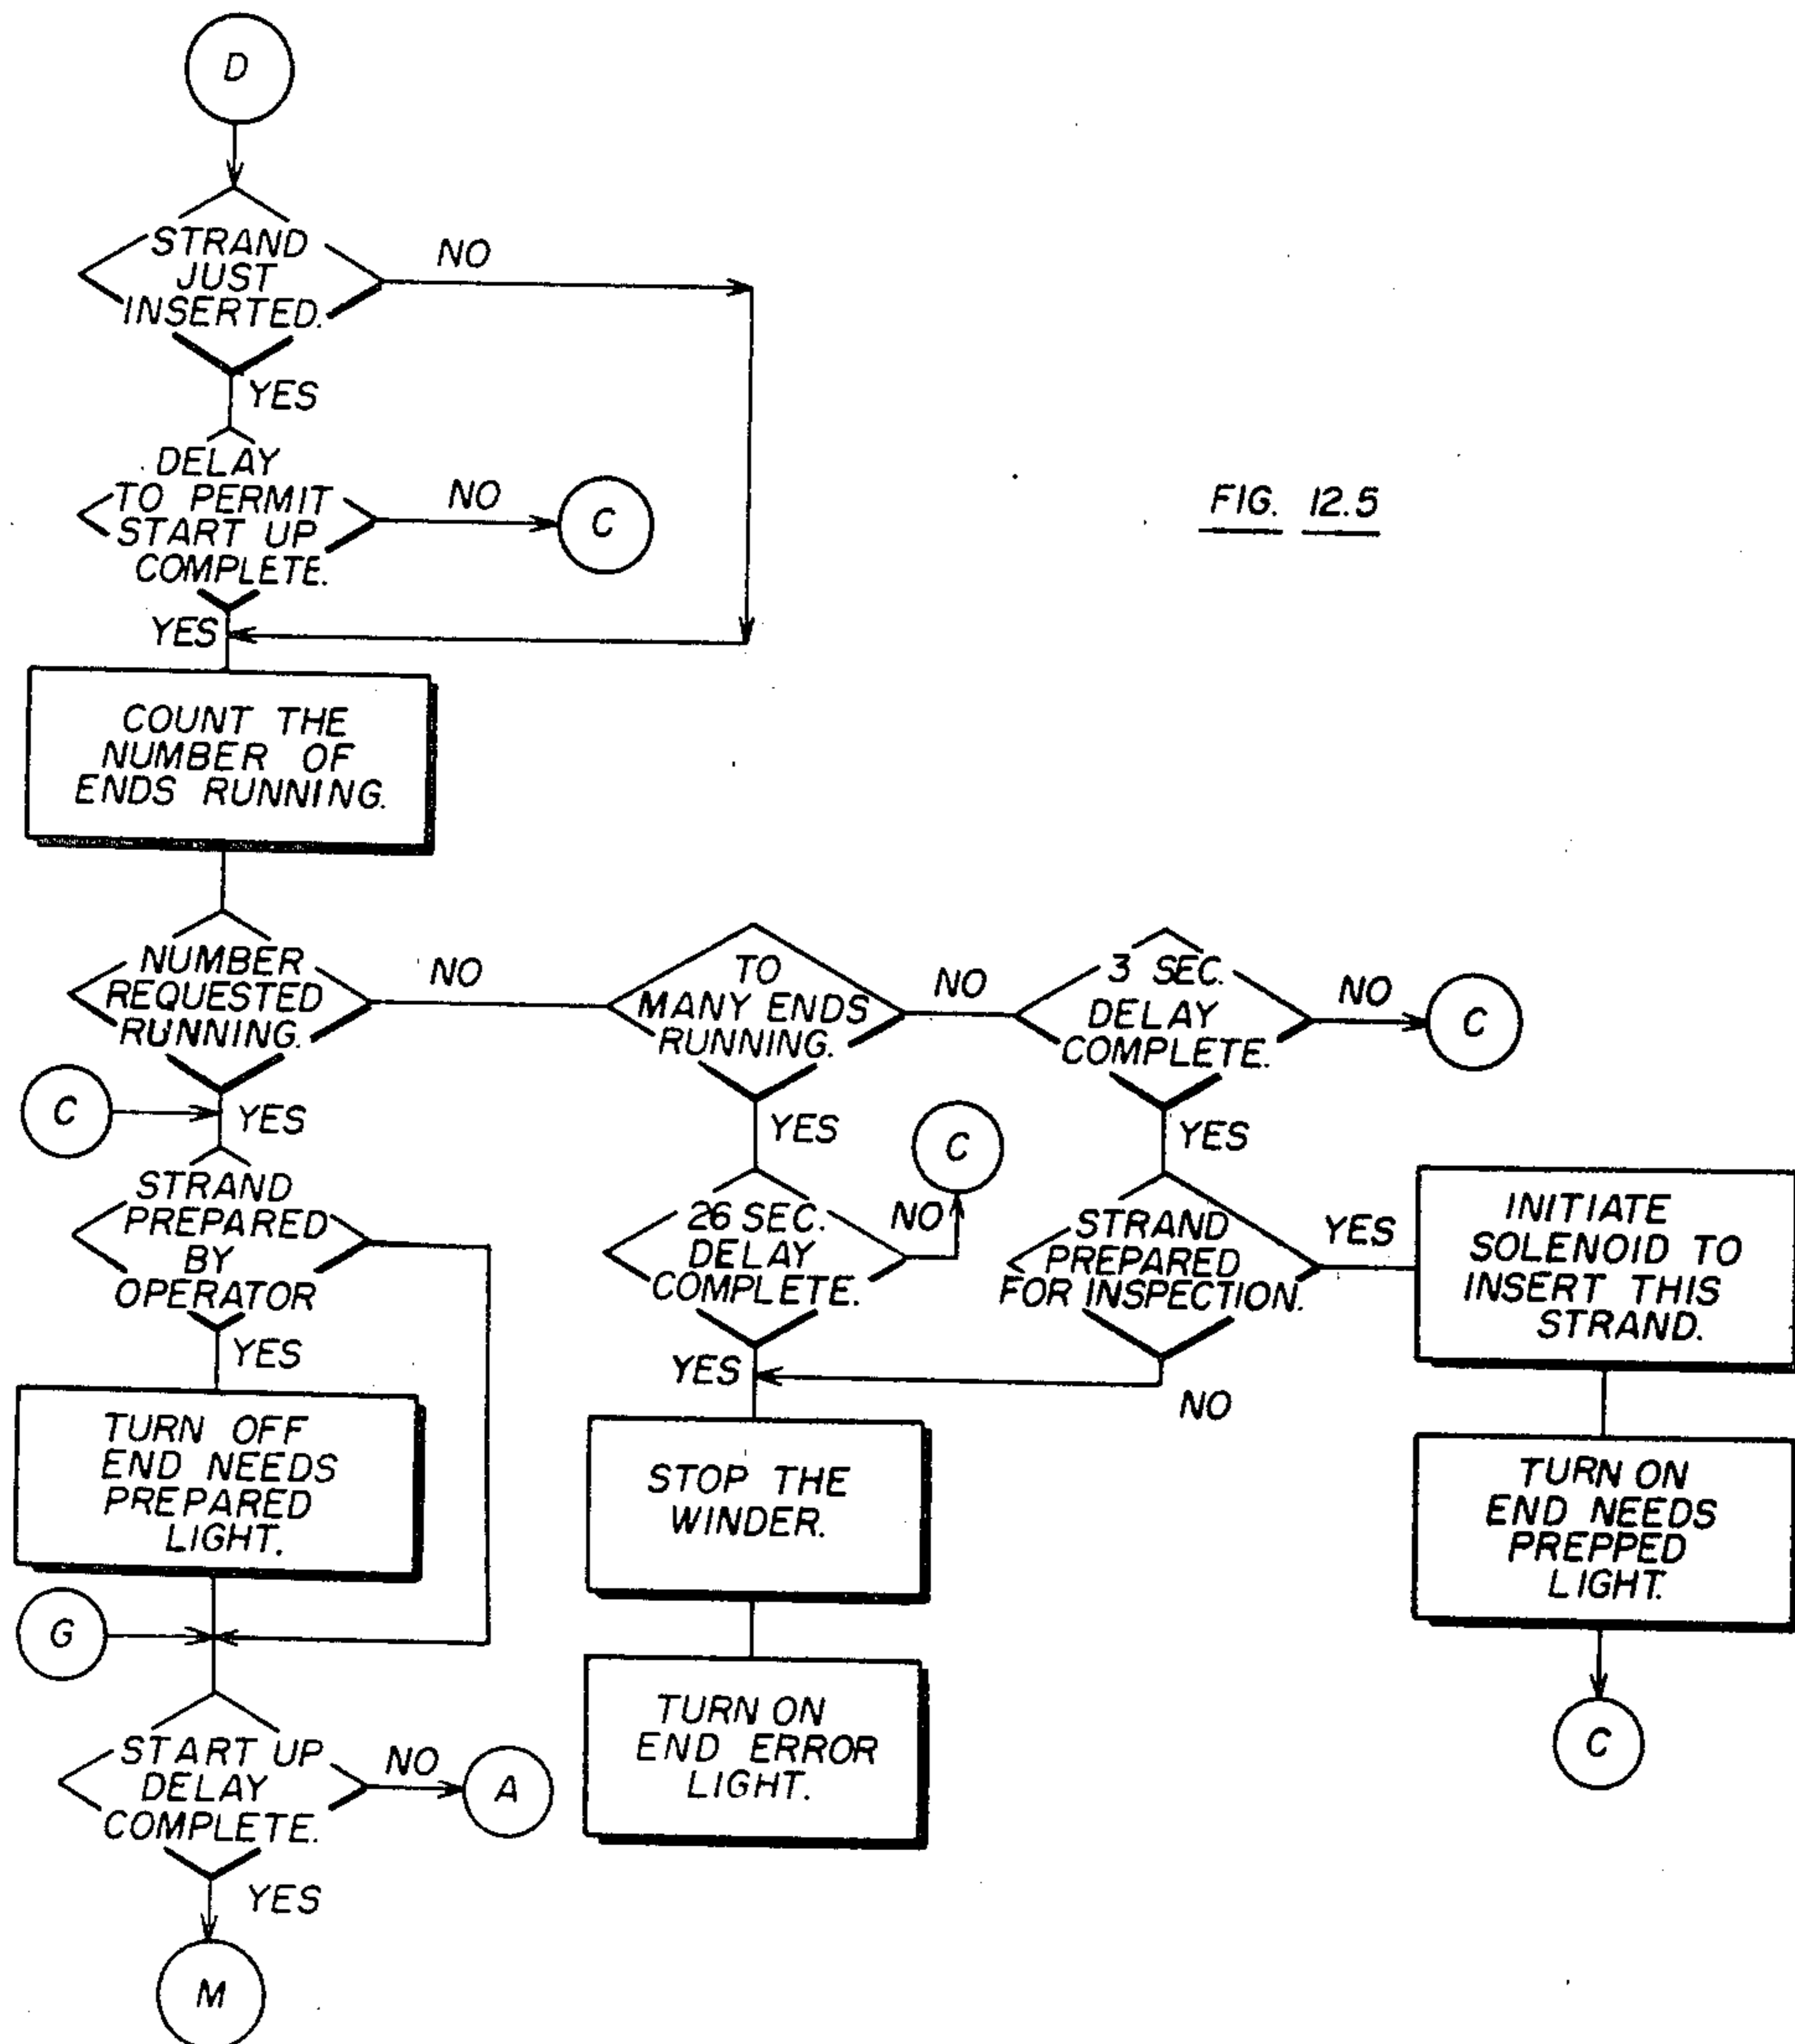 D
STRAND
JUST
INSERTED.
NO
YES
DELAY
TO PERMIT
START UP
COMPLETE.
NO
C
YES
FIG. 12.5
COUNT THE
NUMBER OF
ENDS RUNNING.
NUMBER
REQUESTED
RUNNING.
NO
TO
MANY ENDS
RUNNING.
NO
3 SEC.
DELAY
COMPLETE.
NO
C
C
YES
YES
C
YES
STRAND
PREPARED
BY
OPERATOR
26 SEC.
DELAY
COMPLETE.
NO
STRAND
PREPARED
FOR INSPECTION.
YES
INITIATE
SOLENOID TO
INSERT THIS
STRAND.
YES
YES
NO
TURN OFF
END NEEDS
PREPARED
LIGHT.
STOP THE
WINDER.
TURN ON
END NEEDS
PREPPED
LIGHT.
G
TURN ON
END ERROR
LIGHT.
C
START UP
DELAY
COMPLETE.
NO
A
YES
M